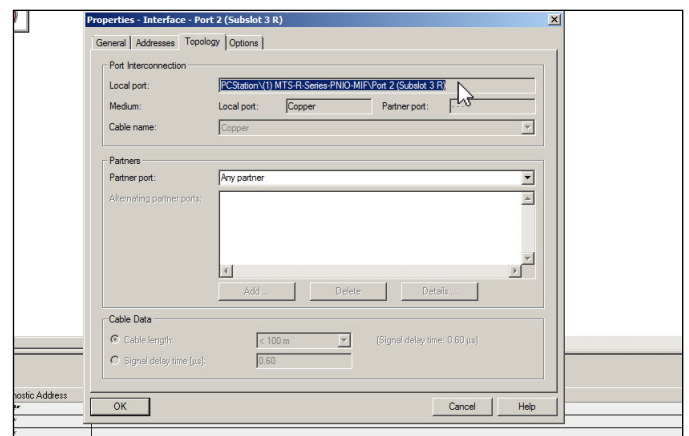 Properties - Interface - Port 2 (Subslot 3 R)
General Addresses Topology Options
Port Interconnection
Local port: PCStation\(1) MTS-R-Series-PNIO-MIF\Port 2 (Subslot 3 R)
Medium: Local port: Copper Partner port:
Cable name: Copper
Partners
Partner port: Any partner
Alternating partner ports:
Add ... Delete Details ...
Cable Data
Cable length: < 100 m (Signal delay time: 0.60 µs)
Signal delay time [µs]: 0.60
nostic Address
OK Cancel Help